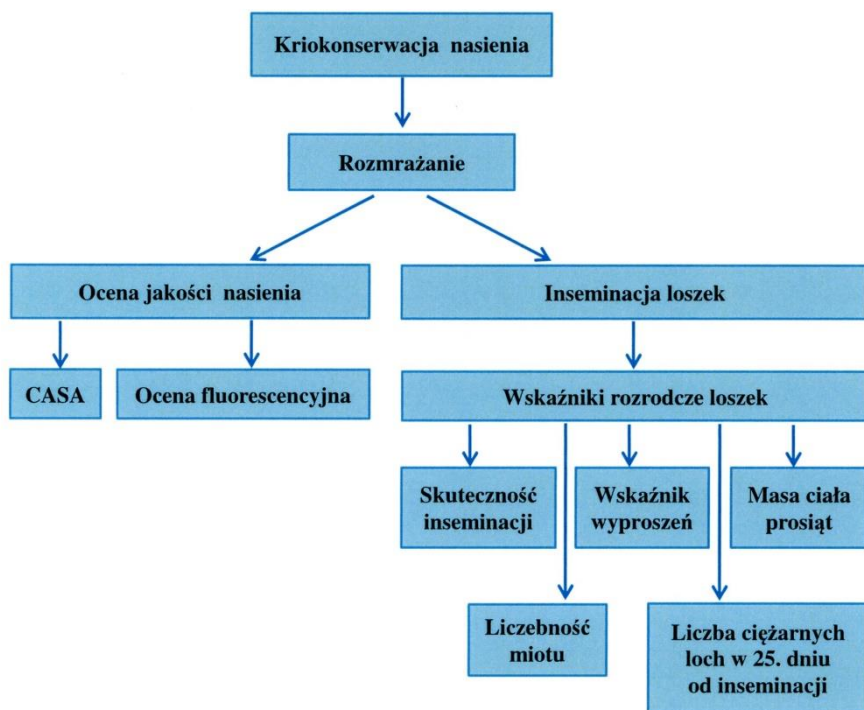 Kriokonserwacja nasienia
Rozmrażanie
Ocena jakości nasienia
Inseminacja loszek
CASA
Ocena fluorescencyjna
Wskaźniki rozrodcze loszek
Skuteczność
inseminacji
Wskaźnik
wyproszeń
Masa ciała
prosiąt
Liczebność
miotu
Liczba ciężarnych
loch w 25. dniu
od inseminacji